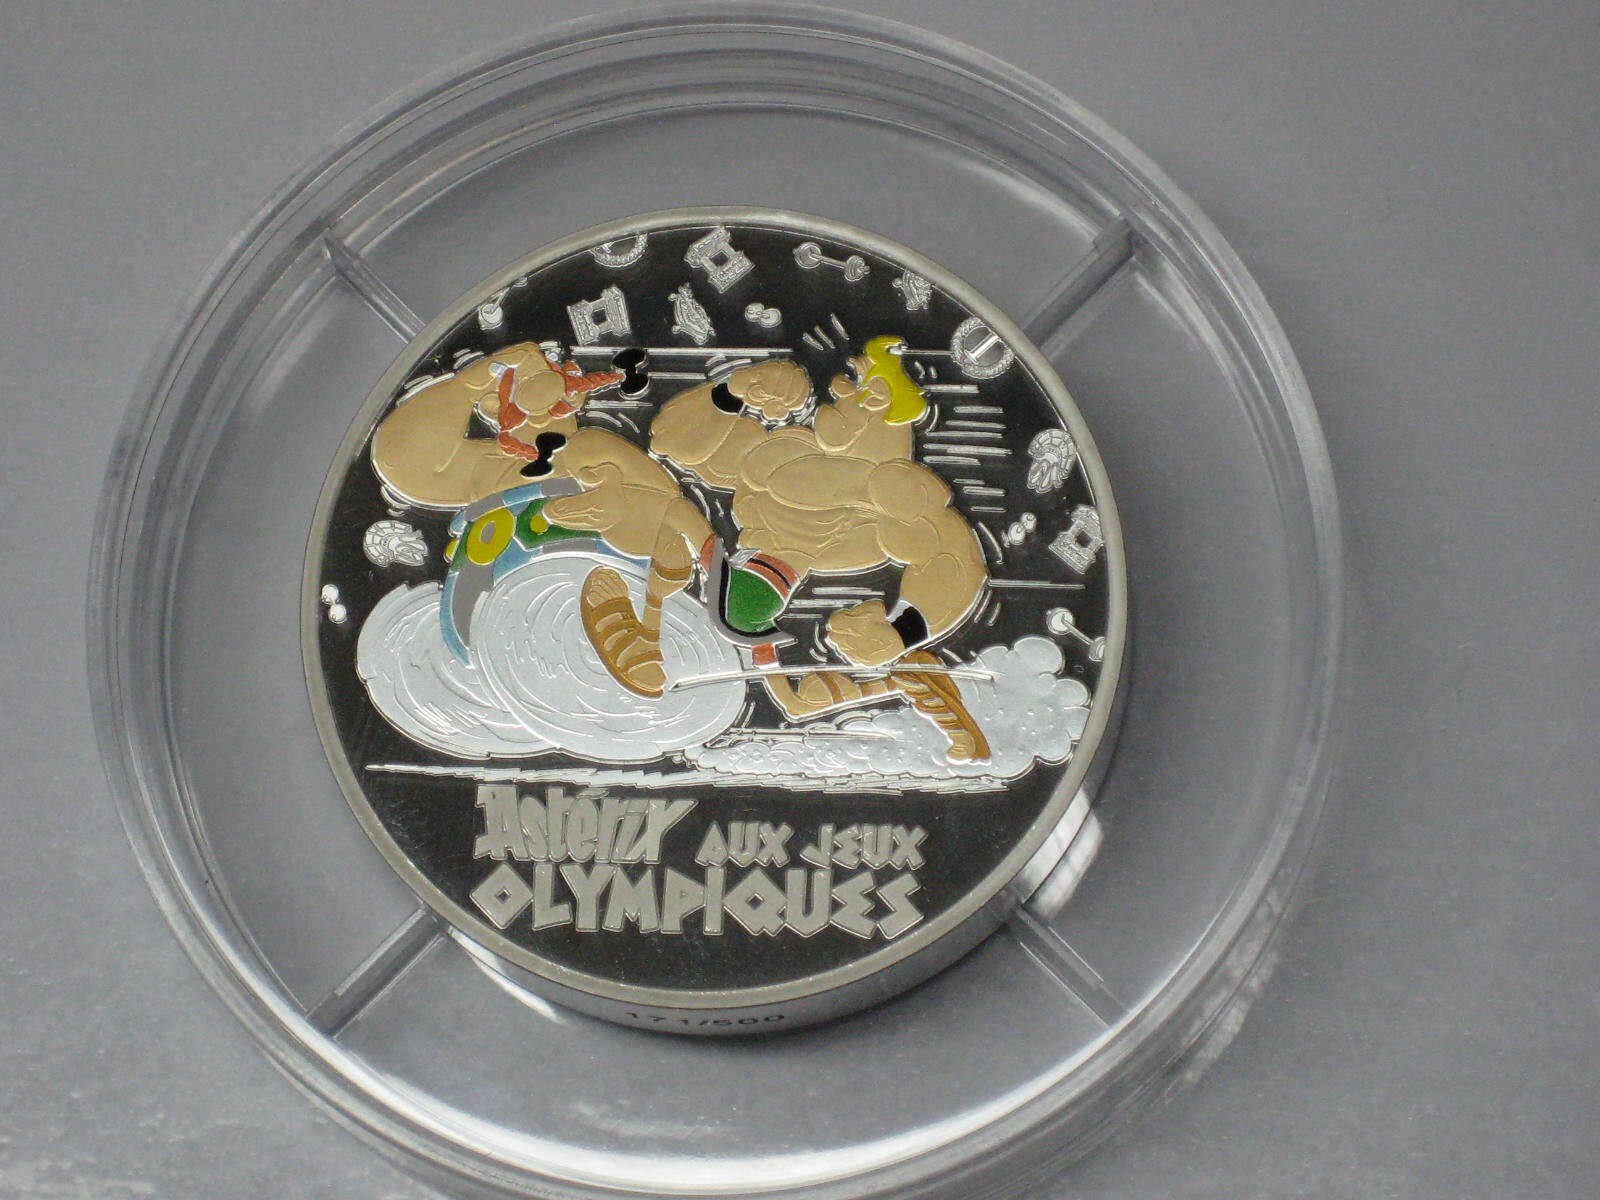 Astérix AUX JEUX
OLYMPIQUES
171/500